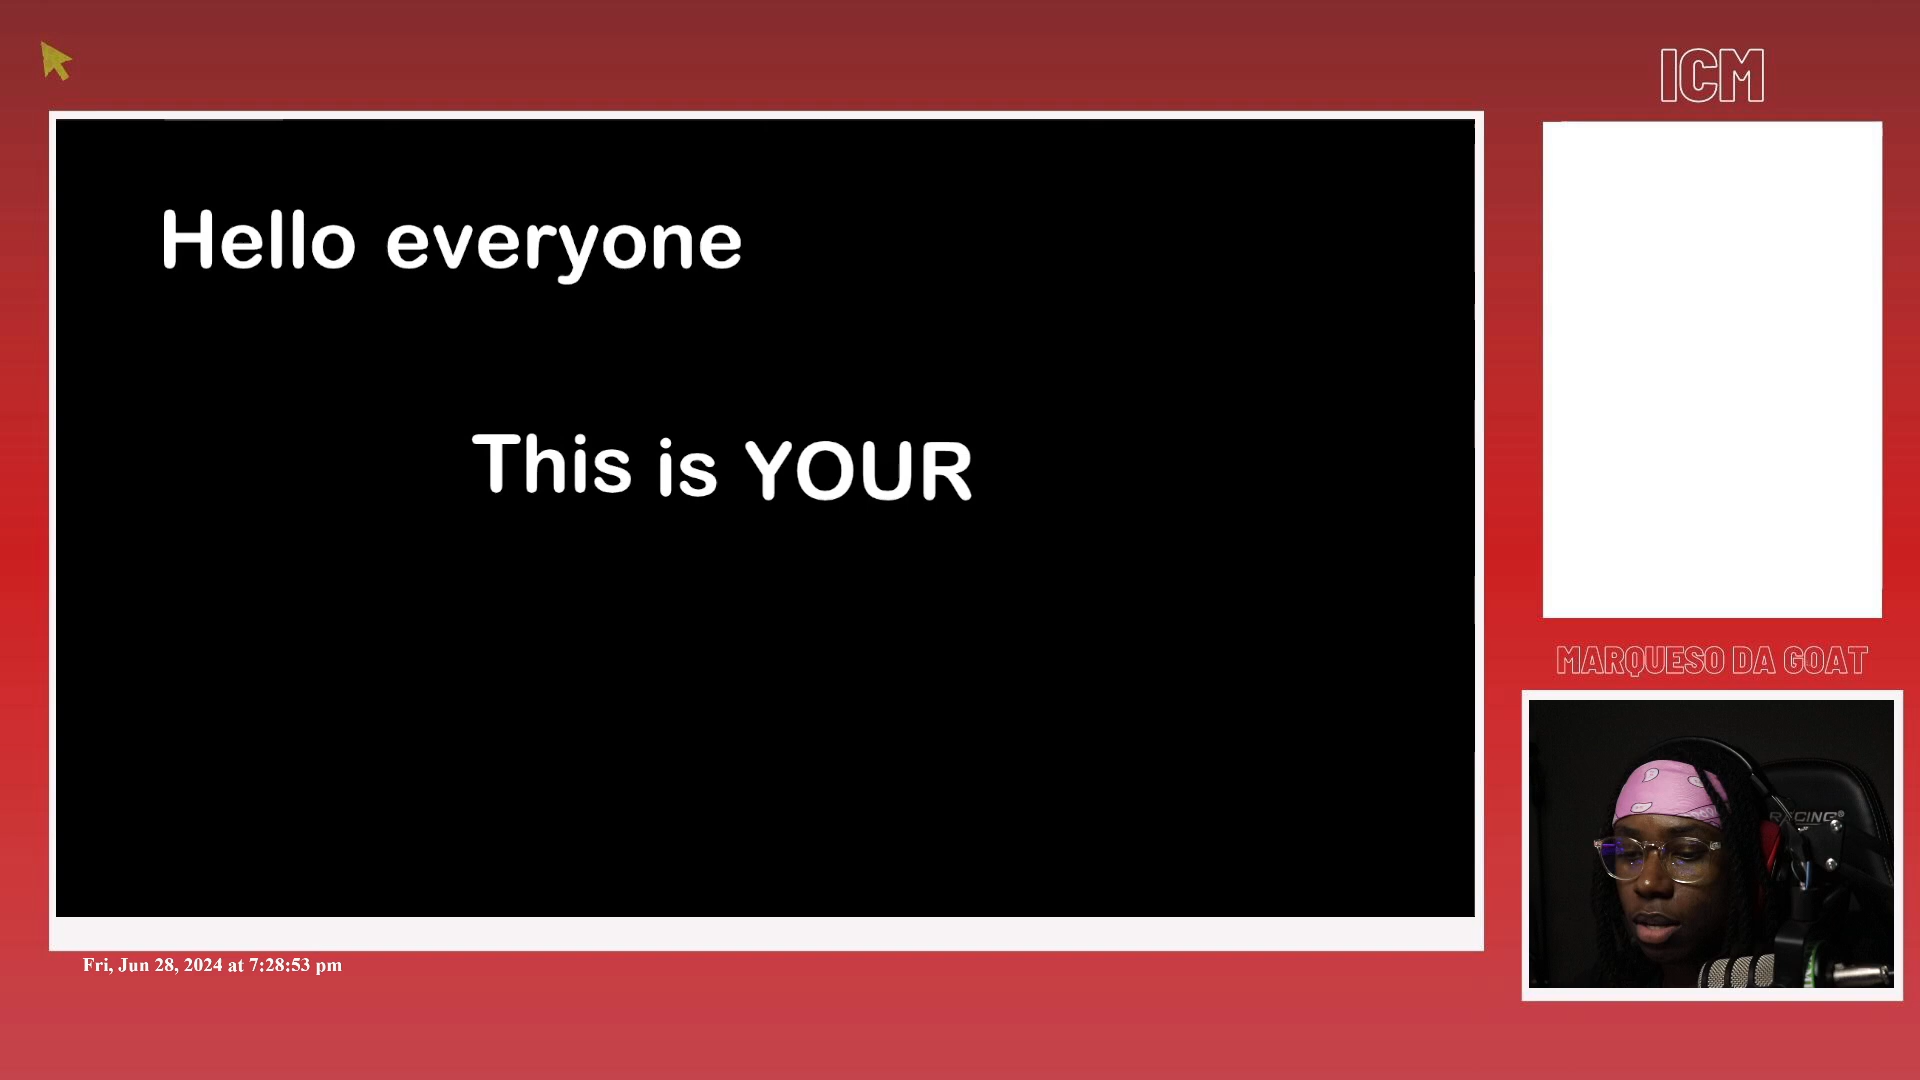 ICM
Hello everyone
This is YOUR
MARQUESO DA GOAT
RACING®
Fri, Jun 28, 2024 at 7:28:53 pm